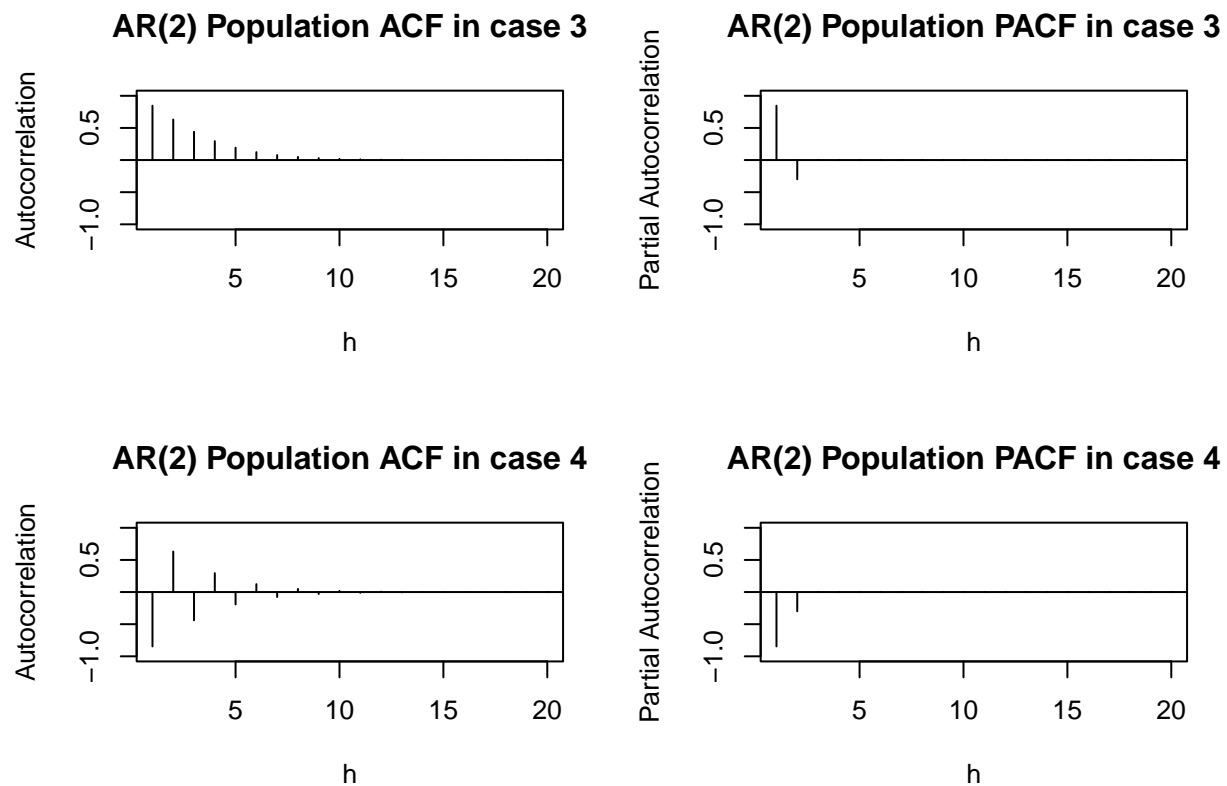 AR(2) Population ACF in case 3
Autocorrelation
0.5
−1.0
5 10 15 20
h
AR(2) Population PACF in case 3
Partial Autocorrelation
0.5
−1.0
5 10 15 20
h
AR(2) Population ACF in case 4
Autocorrelation
0.5
−1.0
5 10 15 20
h
AR(2) Population PACF in case 4
Partial Autocorrelation
0.5
−1.0
5 10 15 20
h